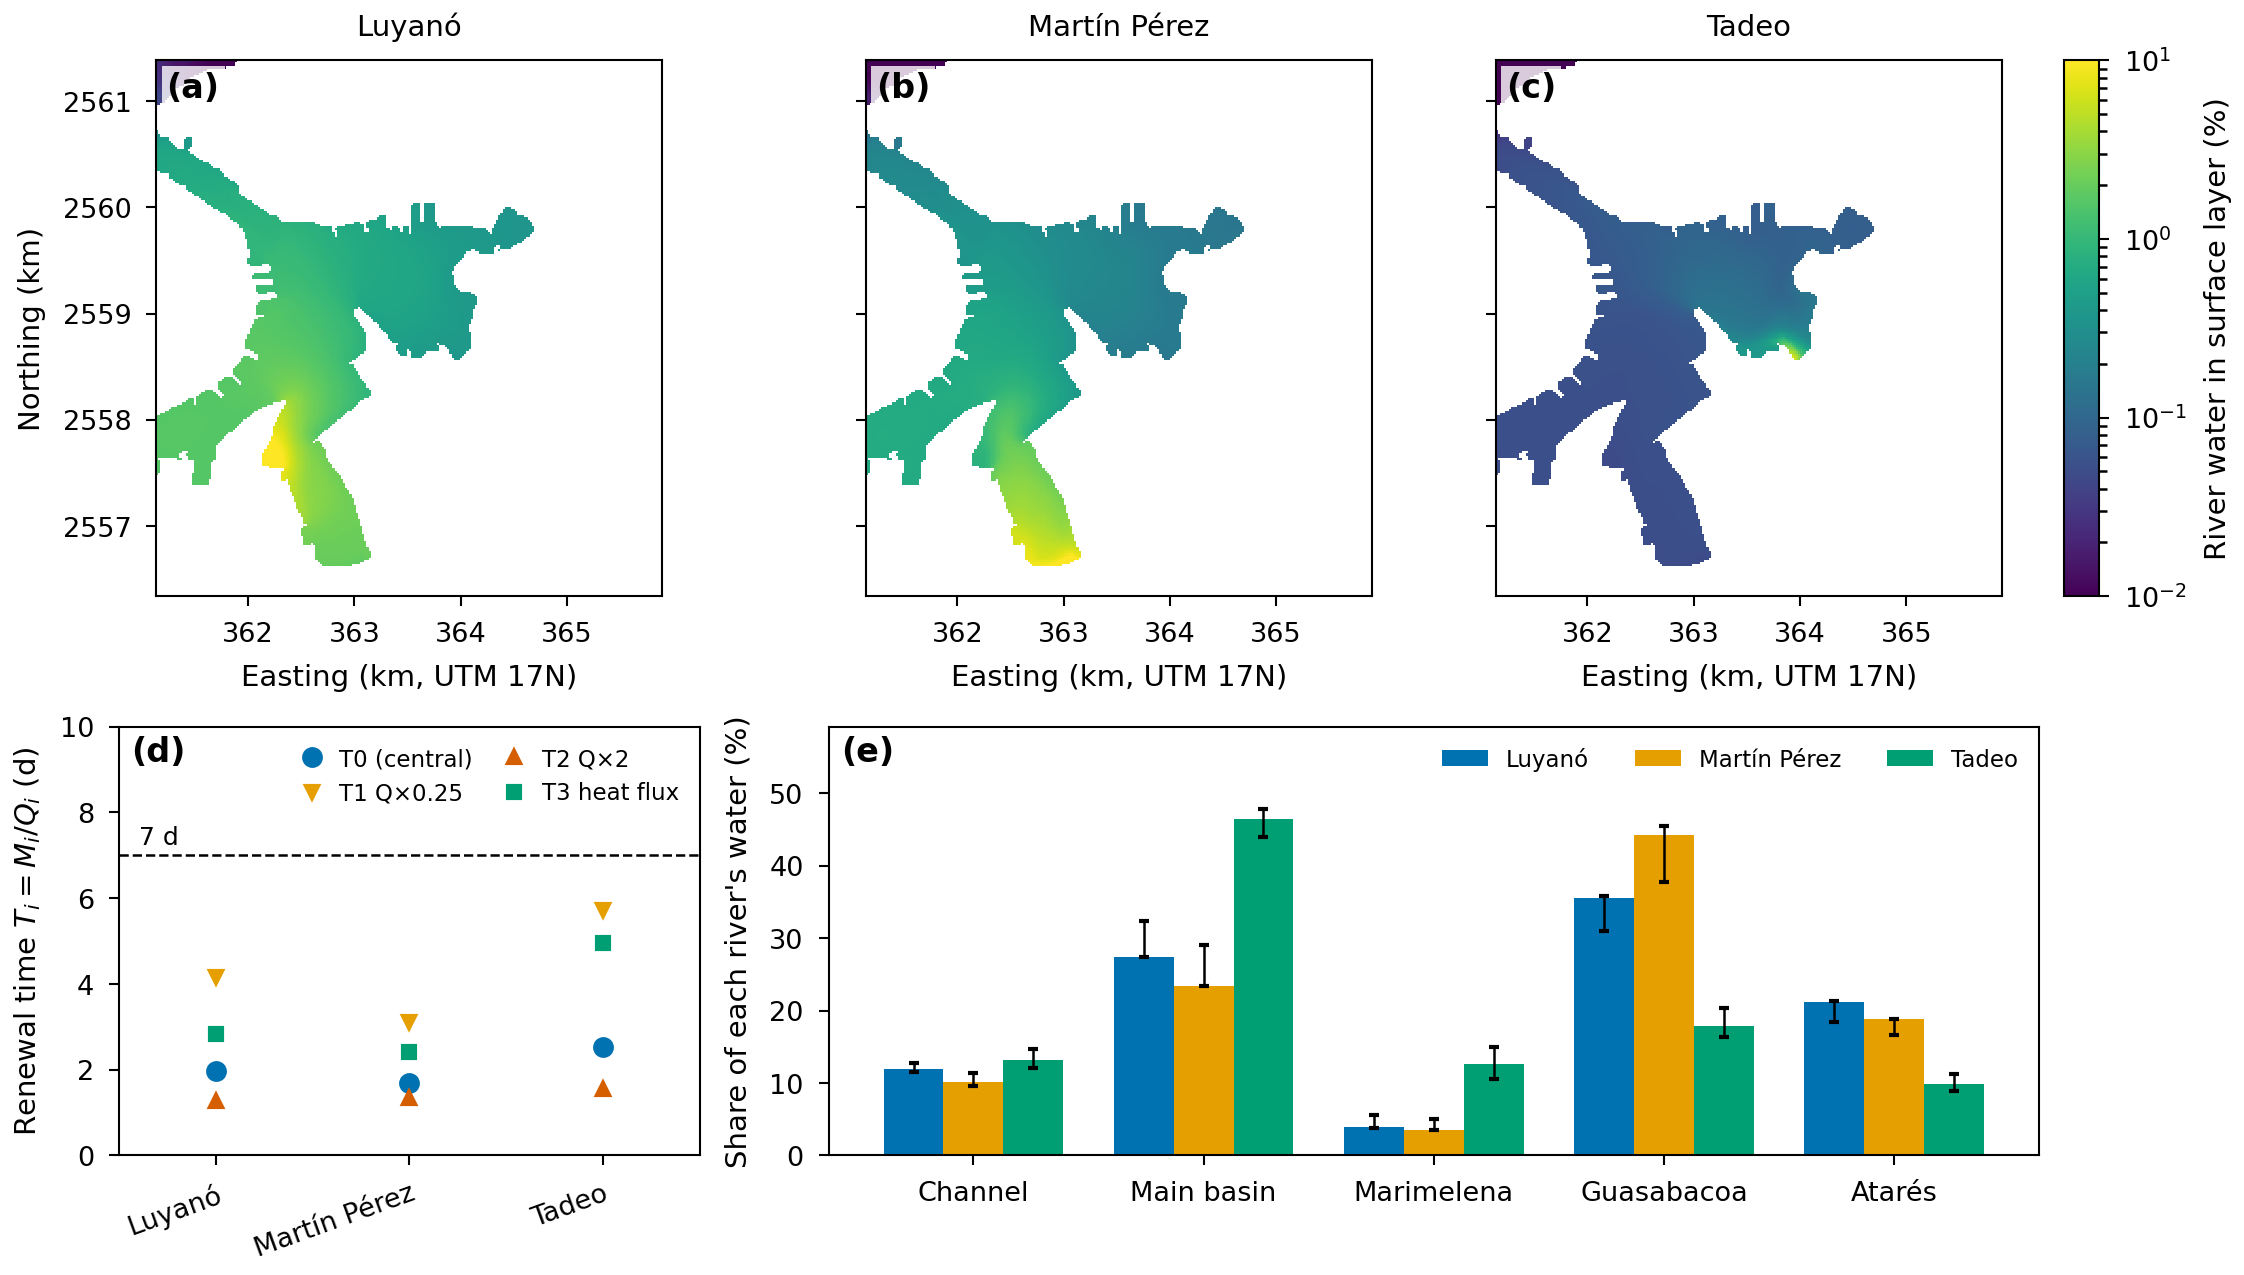 Luyanó
Martín Pérez
Tadeo
(a)
(b)
(c)
2561
2560
2559
2558
2557
Northing (km)
362 363 364 365
362 363 364 365
362 363 364 365
Easting (km, UTM 17N)
Easting (km, UTM 17N)
Easting (km, UTM 17N)
10¹
10⁰
10⁻¹
10⁻²
River water in surface layer (%)
(d)
T0 (central)
T1 Q×0.25
T2 Q×2
T3 heat flux
7 d
10
8
6
4
2
0
Renewal time Tᵢ = Mᵢ/Qᵢ (d)
Luyanó
Martín Pérez
Tadeo
(e)
Luyanó
Martín Pérez
Tadeo
50
40
30
20
10
0
Share of each river's water (%)
Channel
Main basin
Marimelena
Guasabacoa
Atarés